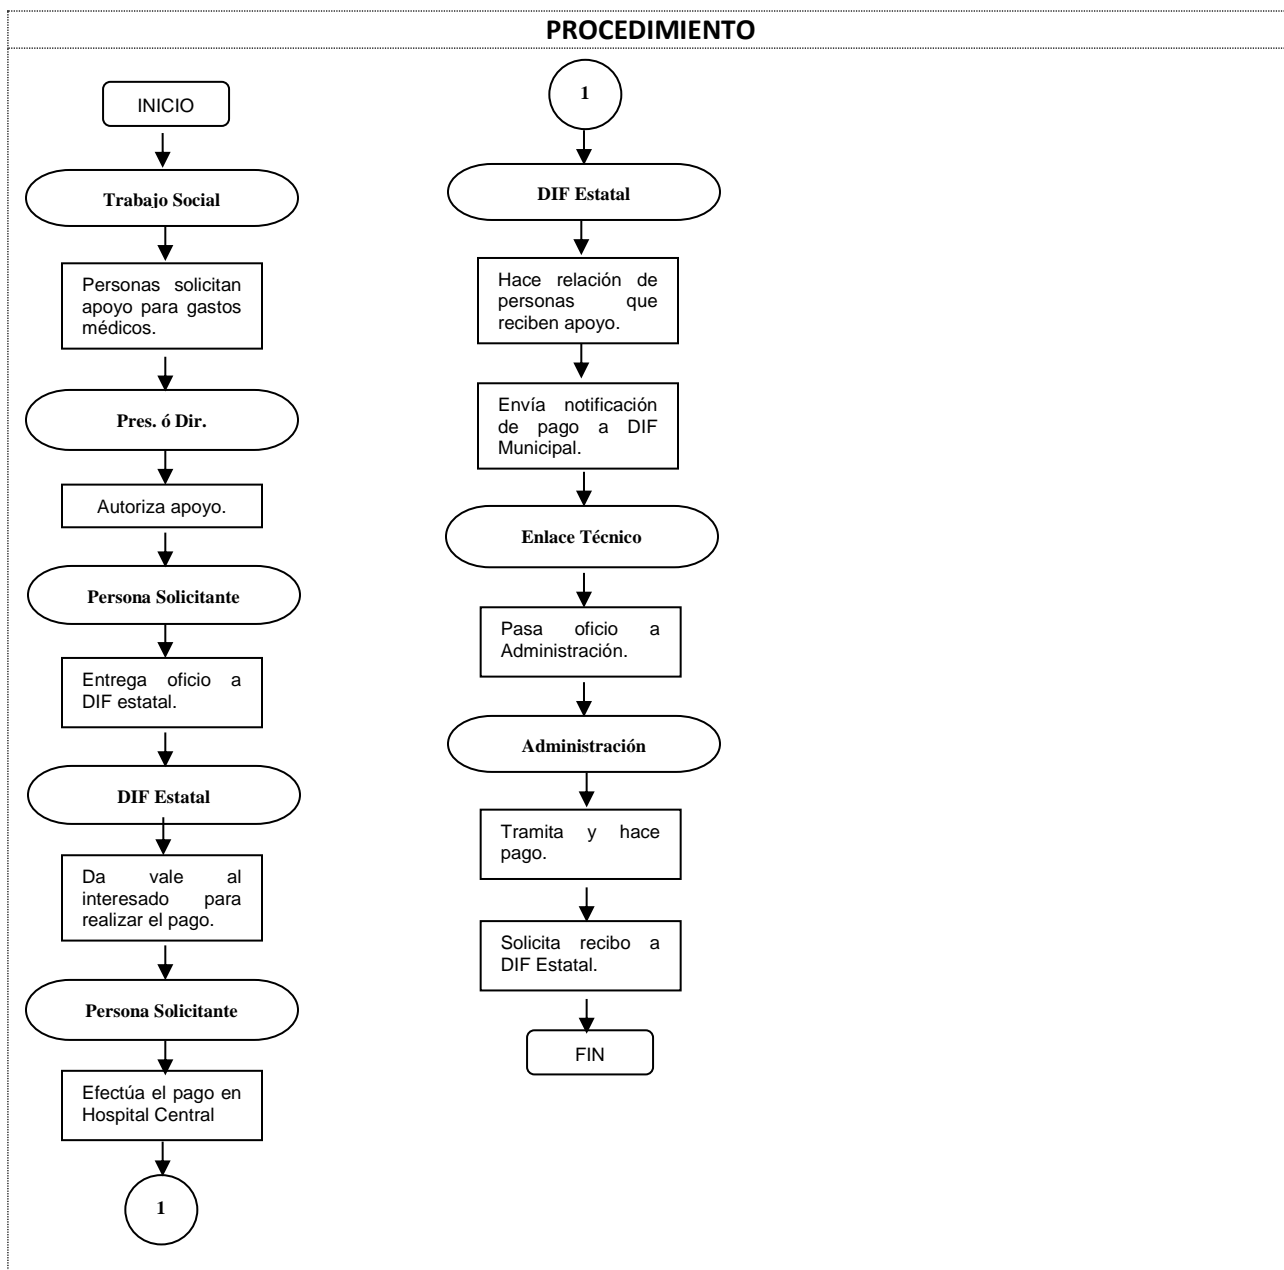 PROCEDIMIENTO
INICIO
Trabajo Social
Personas solicitan
apoyo para gastos
médicos.
Pres. ó Dir.
Autoriza apoyo.
Persona Solicitante
Entrega oficio a
DIF estatal.
DIF Estatal
Da vale al
interesado para
realizar el pago.
Persona Solicitante
Efectúa el pago en
Hospital Central
1
1
DIF Estatal
Hace relación de
personas que
reciben apoyo.
Envía notificación
de pago a DIF
Municipal.
Enlace Técnico
Pasa oficio a
Administración.
Administración
Tramita y hace
pago.
Solicita recibo a
DIF Estatal.
FIN